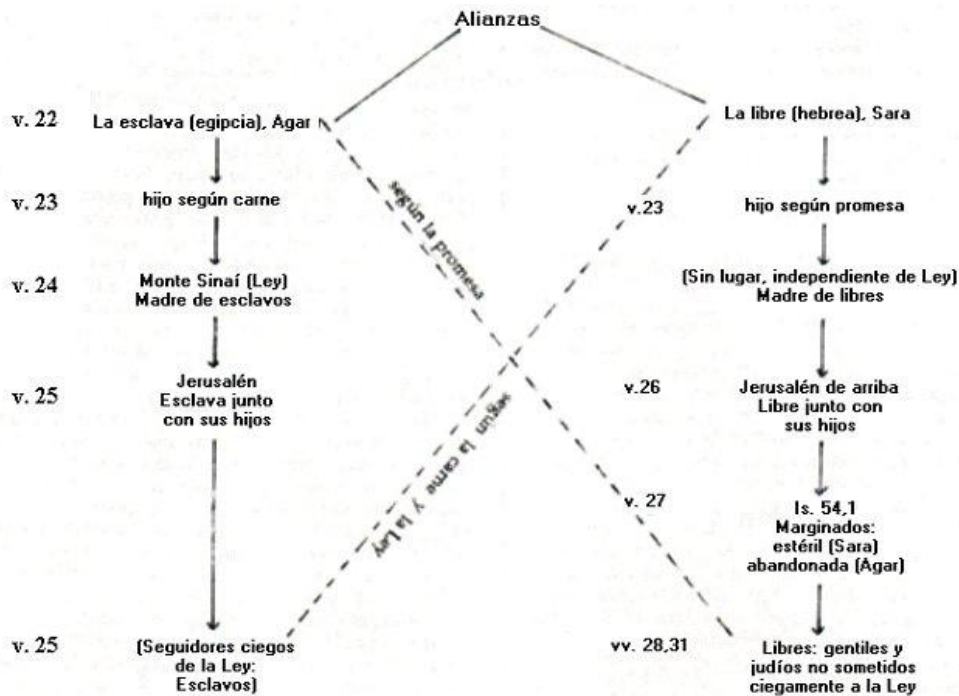 Alianzas
v. 22
La esclava (egipcia), Agar
La libre (hebrea), Sara
v. 23
hijo según carne
según la promesa
v.23
hijo según promesa
v. 24
Monte Sinaí (Ley)
Madre de esclavos
(Sin lugar, independiente de Ley)
Madre de libres
v. 25
Jerusalén
Esclava junto
con sus hijos
según la carne y la Ley
v.26
Jerusalén de arriba
Libre junto con
sus hijos
v. 27
Is. 54,1
Marginados:
estéril (Sara)
abandonada (Agar)
v. 25
(Seguidores ciegos
de la Ley:
Esclavos)
vv. 28,31
Libres: gentiles y
judíos no sometidos
ciegamente a la Ley